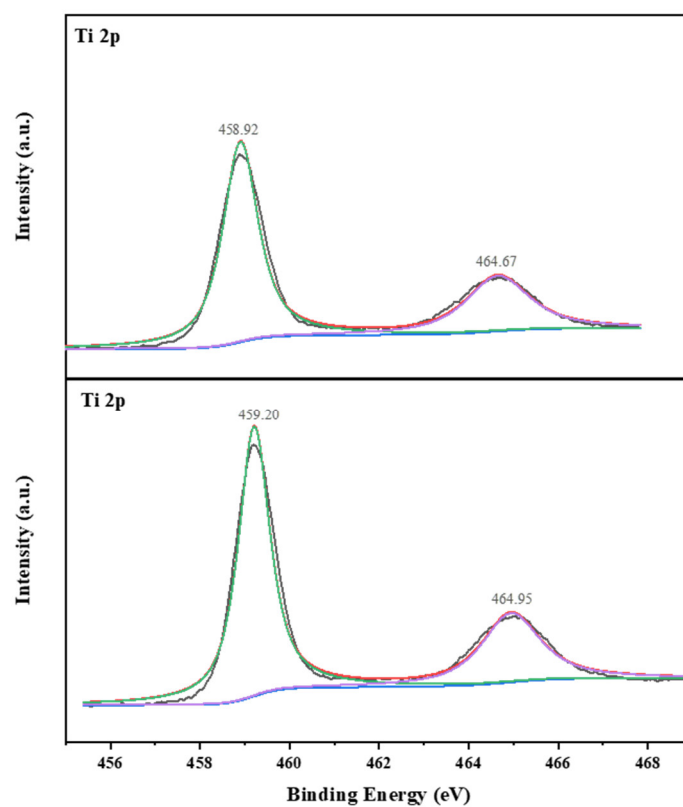 Ti 2p
458.92
464.67
Intensity (a.u.)
Ti 2p
459.20
464.95
Intensity (a.u.)
456 458 460 462 464 466 468
Binding Energy (eV)